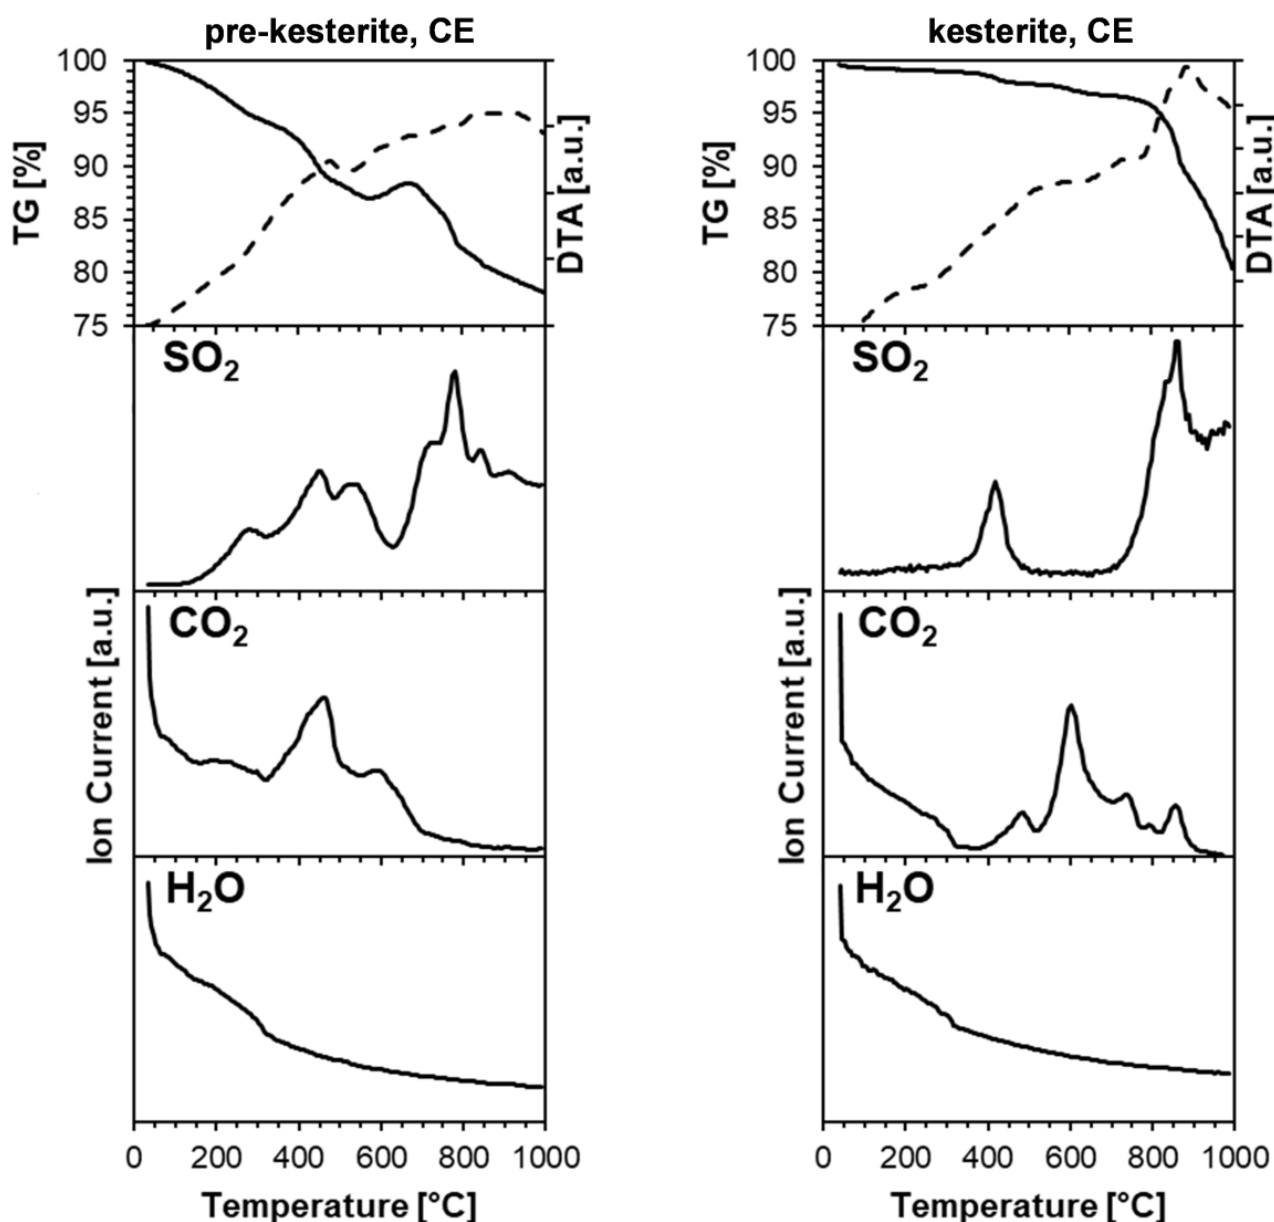 pre-kesterite, CE
100
95
90
85
80
75
TG [%]
DTA [a.u.]
SO₂
CO₂
H₂O
Ion Current [a.u.]
0 200 400 600 800 1000
Temperature [°C]
kesterite, CE
100
95
90
85
80
75
TG [%]
DTA [a.u.]
SO₂
CO₂
H₂O
Ion Current [a.u.]
0 200 400 600 800 1000
Temperature [°C]